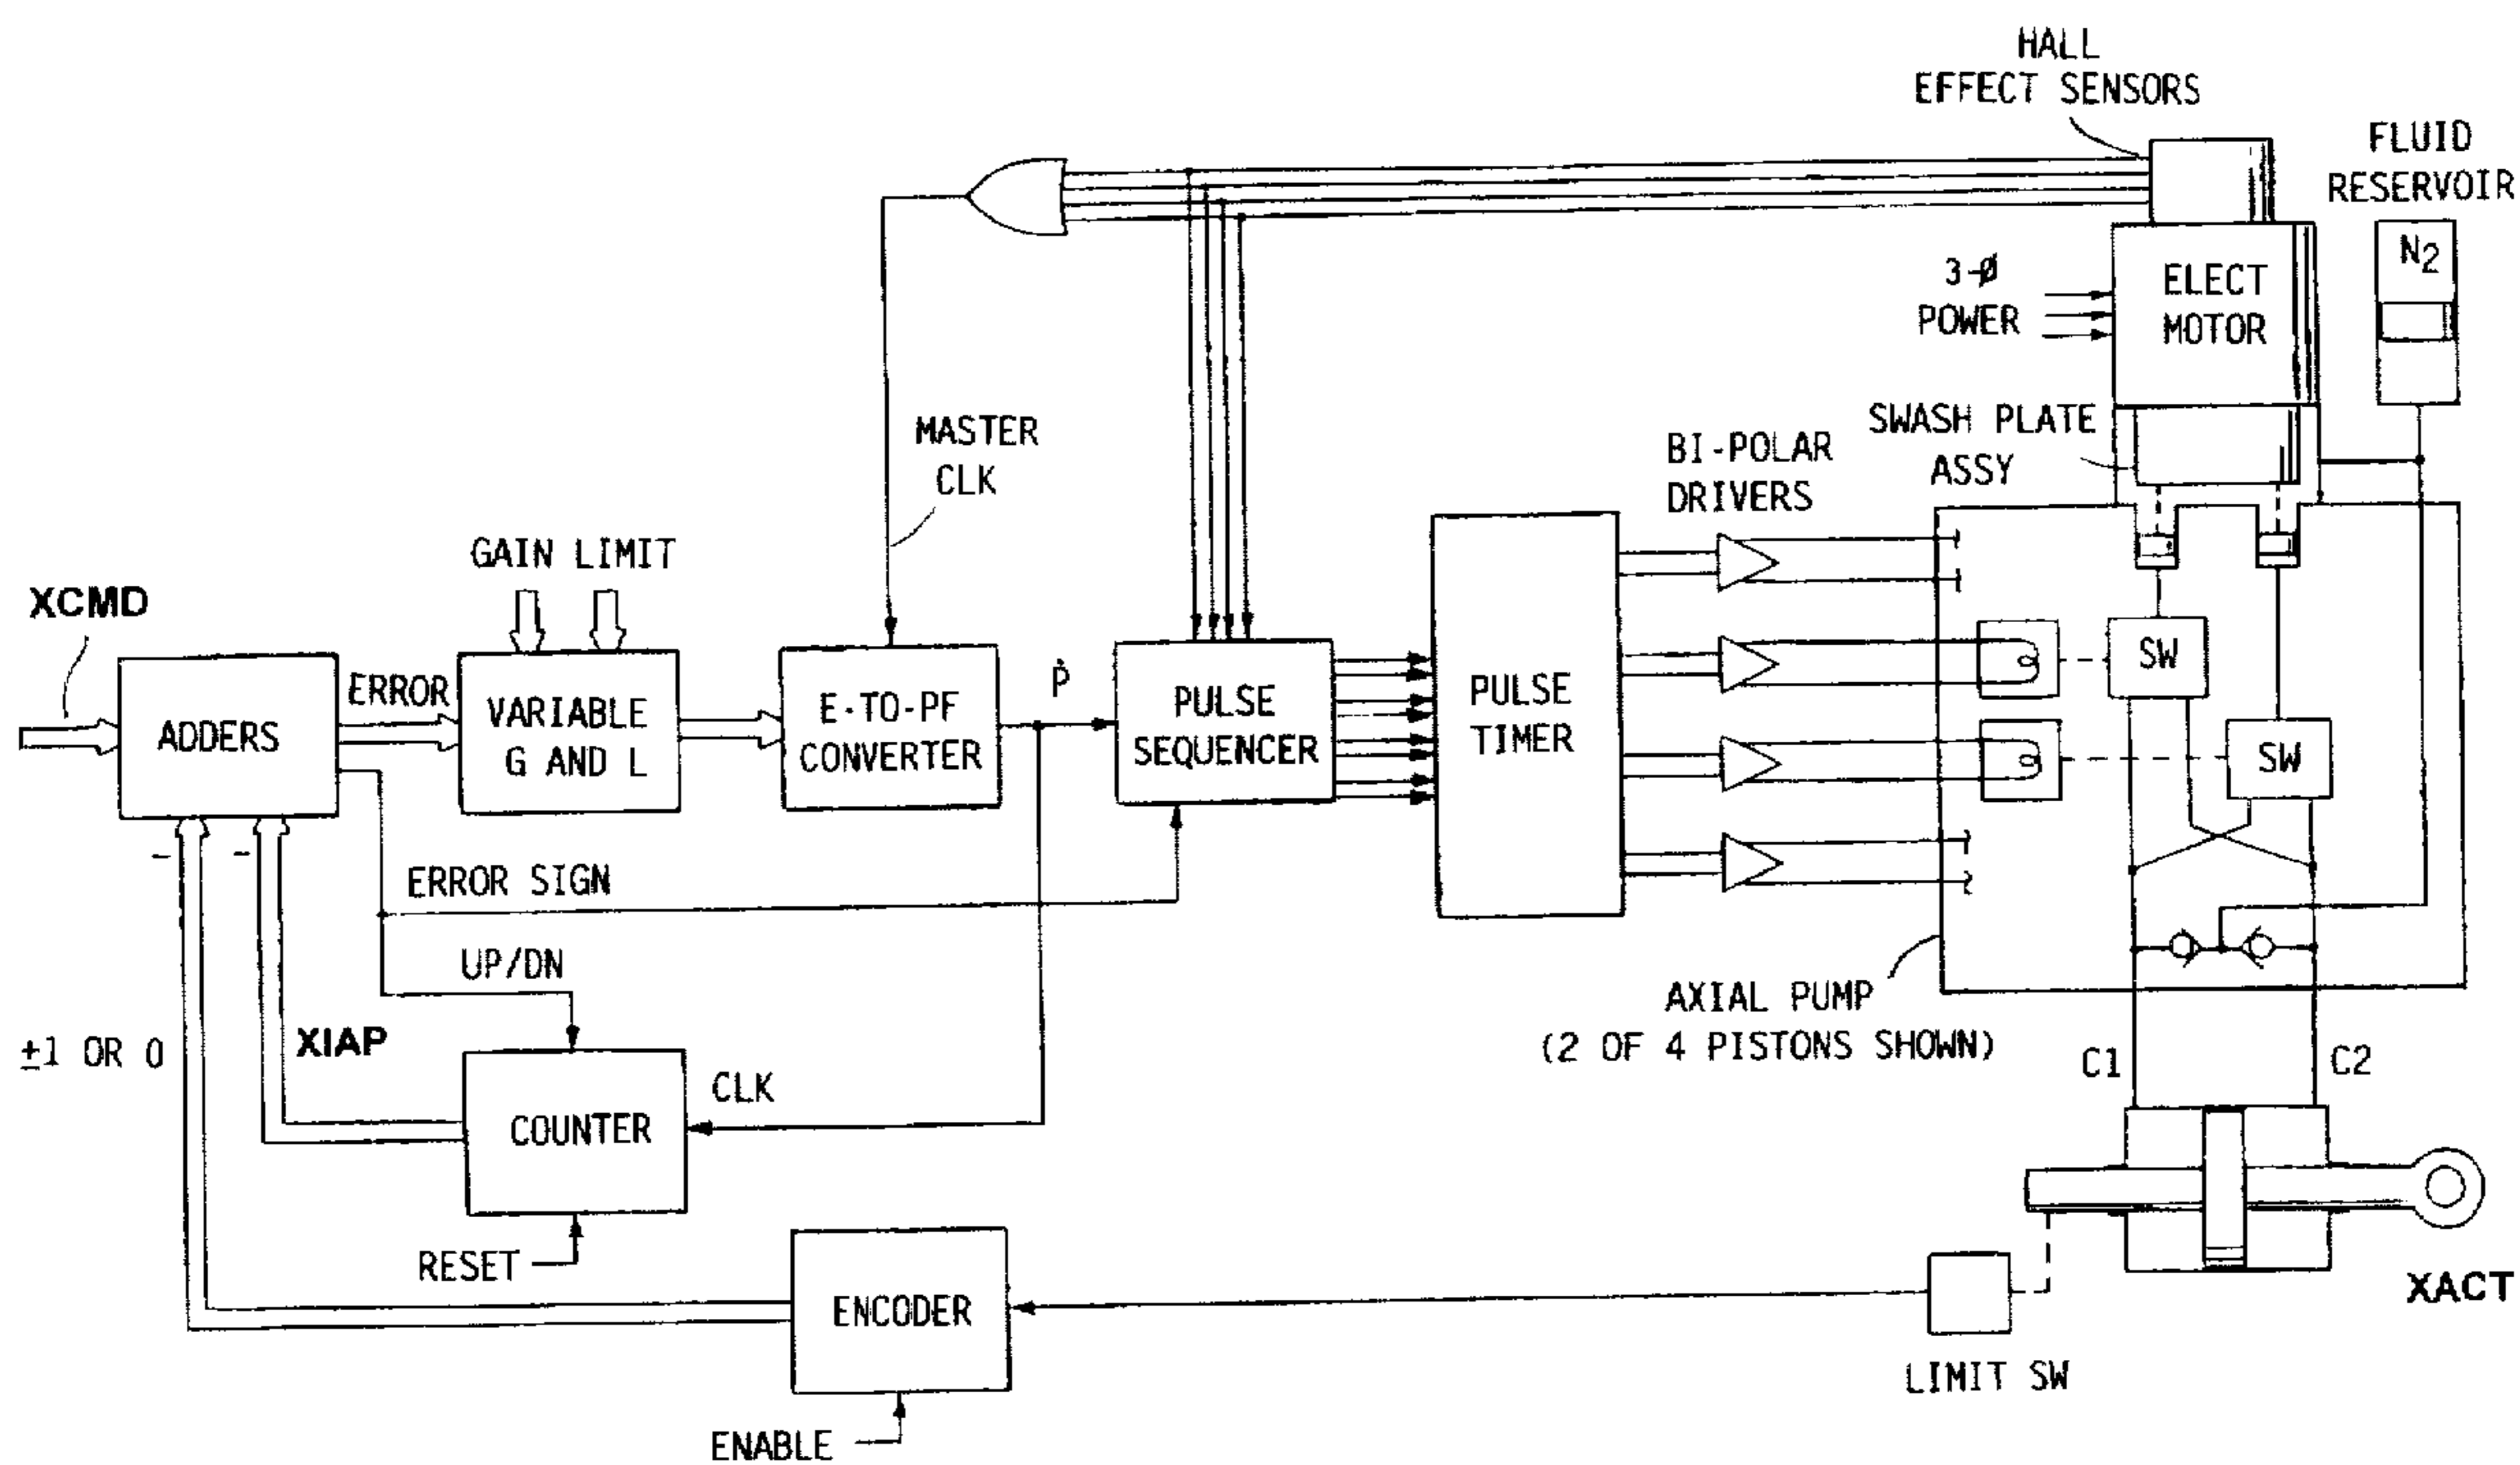 HALL
EFFECT SENSORS
FLUID
RESERVOIR
N2
3-Ø
POWER
ELECT
MOTOR
MASTER
CLK
SWASH PLATE
ASSY
BI-POLAR
DRIVERS
GAIN LIMIT
XCMD
ADDERS
ERROR
VARIABLE
G AND L
E-TO-PF
CONVERTER
Ṗ
PULSE
SEQUENCER
PULSE
TIMER
SW
SW
- -
ERROR SIGN
UP/DN
±1 OR 0
XIAP
COUNTER
CLK
RESET
AXIAL PUMP
(2 OF 4 PISTONS SHOWN)
C1
C2
ENCODER
ENABLE
LIMIT SW
XACT